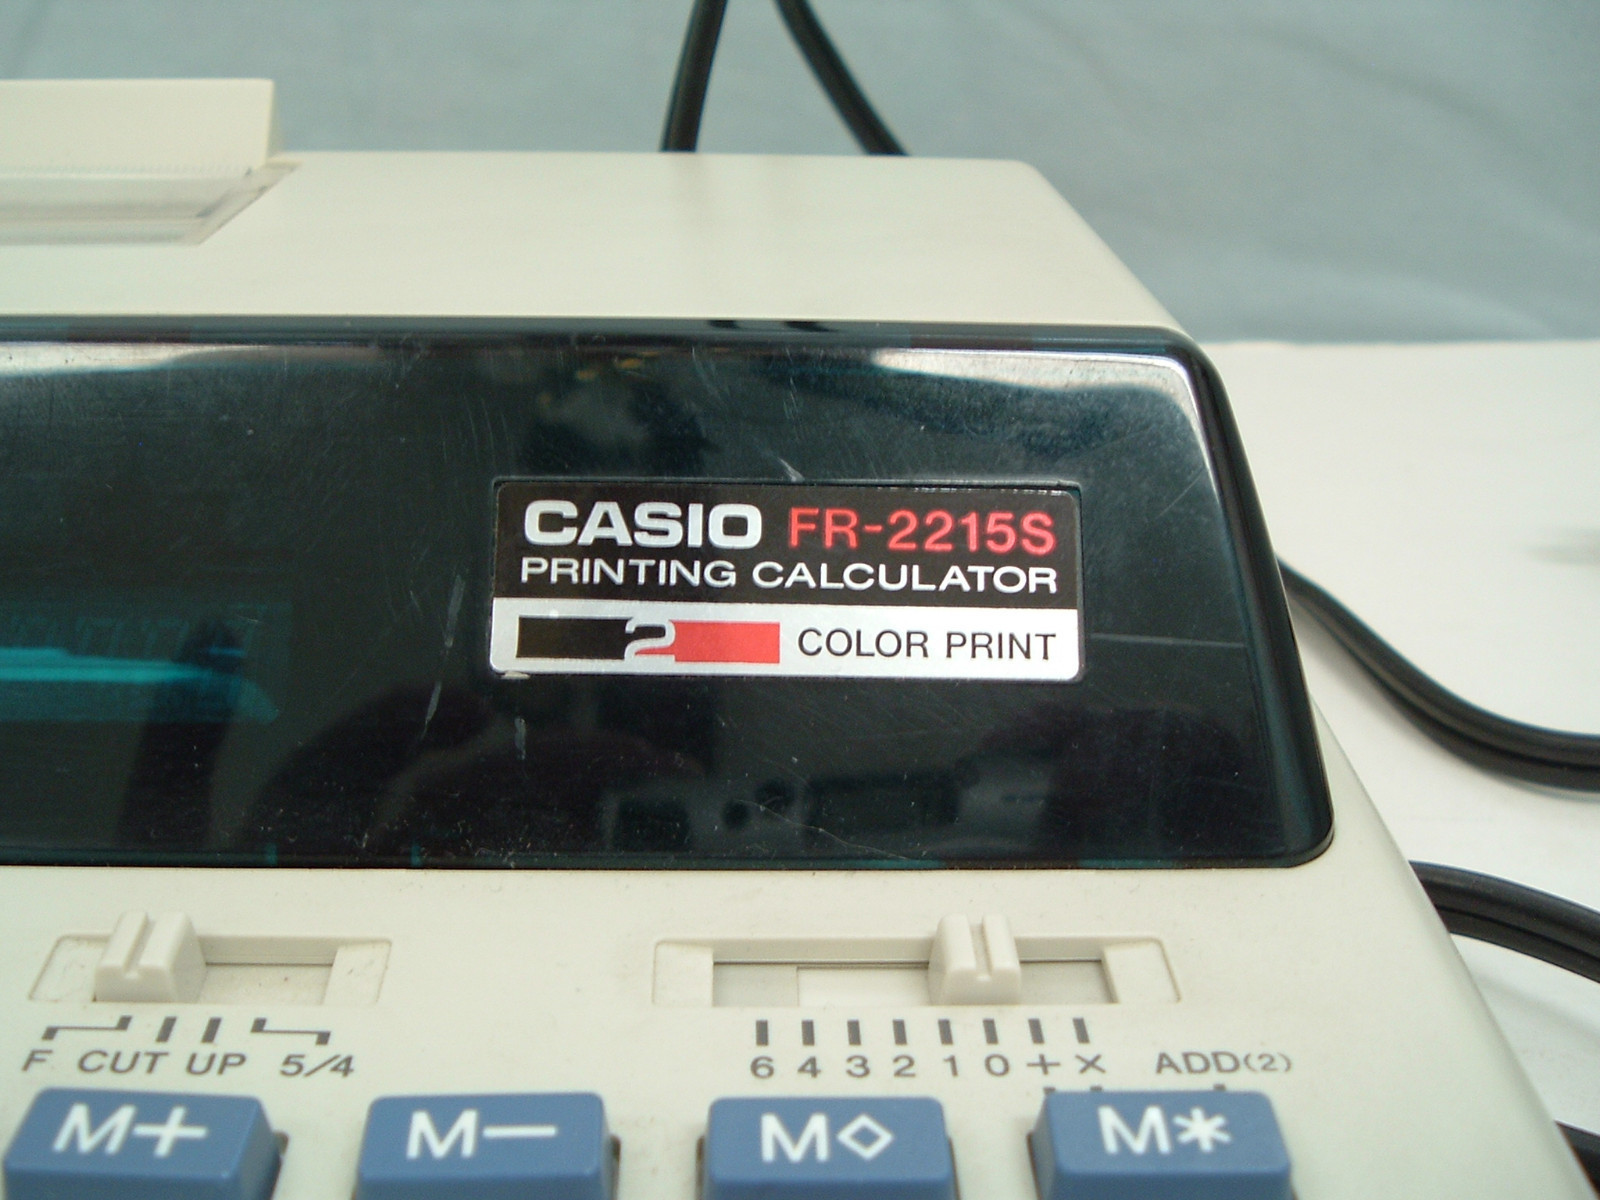 CASIO FR-2215S
PRINTING CALCULATOR
2 COLOR PRINT
F CUT UP 5/4
6 4 3 2 1 0 + X ADD(2)
M+ M− M◇ M*